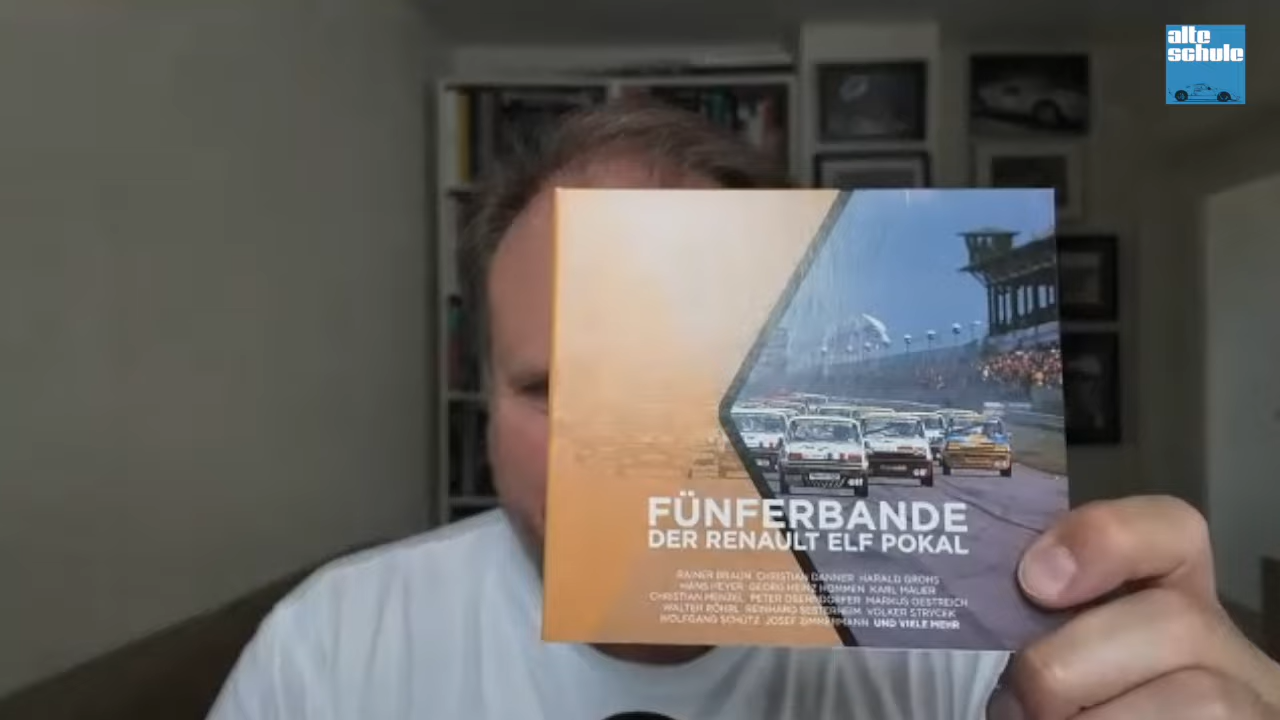 alte
schule
FÜNFERBANDE
DER RENAULT ELF POKAL
RAINER BRAUN CHRISTIAN DANNER HARALD GROHS
HANS HEYER GEORG HEINZ HOMMEN KARL MAUER
CHRISTIAN MENZEL PETER OBERNDORFER MARKUS OESTREICH
WALTER RÖHRL REINHARD SESTERHEIM VOLKER STRYCEK
WOLFGANG SCHÜTZ JOSEF ZIMMERMANN UND VIELE MEHR